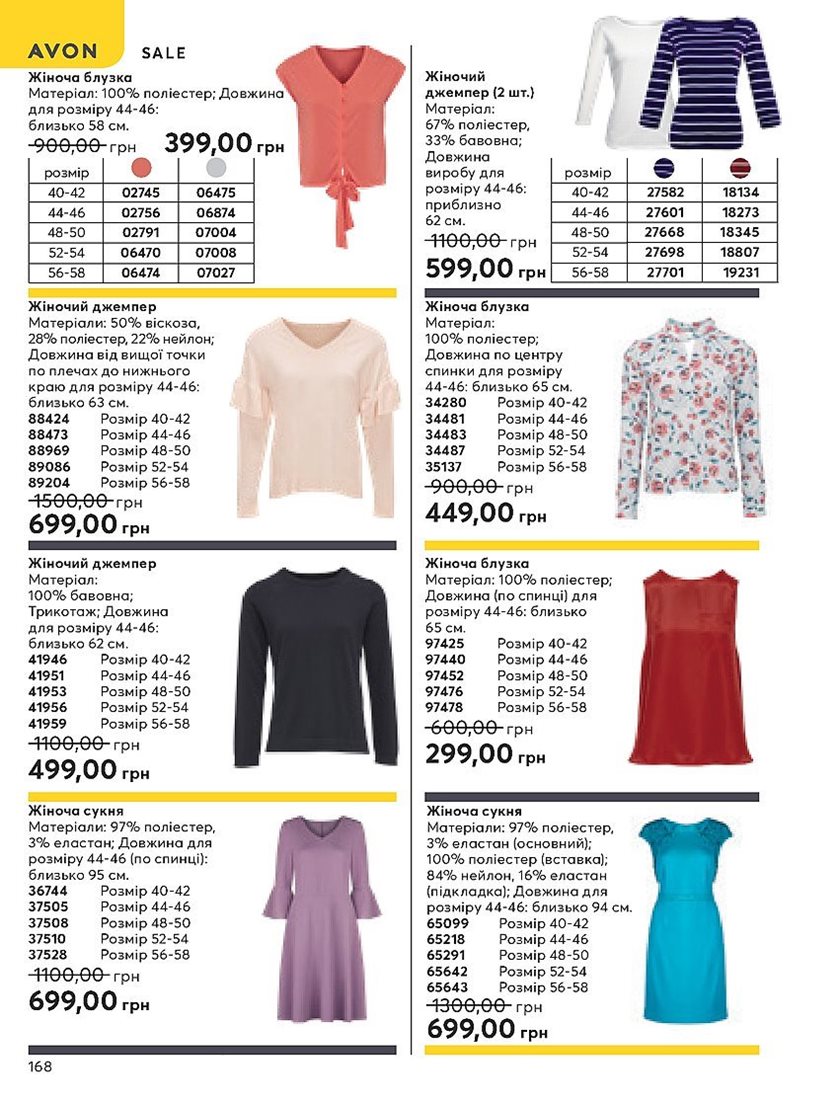 AVON SALE
Жіноча блузка
Матеріал: 100% поліестер; Довжина
для розміру 44-46:
близько 58 см.
900,00 грн 399,00 грн
розмір
40-42 02745 06475
44-46 02756 06874
48-50 02791 07004
52-54 06470 07008
56-58 06474 07027
Жіночий
джемпер (2 шт.)
Матеріал:
67% поліестер,
33% бавовна;
Довжина
виробу для
розміру 44-46:
приблизно
62 см.
1100,00 грн
599,00 грн
розмір
40-42 27582 18134
44-46 27601 18273
48-50 27668 18345
52-54 27698 18807
56-58 27701 19231
Жіночий джемпер
Матеріали: 50% віскоза,
28% поліестер, 22% нейлон;
Довжина від вищої точки
по плечах до нижнього
краю для розміру 44-46:
близько 63 см.
88424 Розмір 40-42
88473 Розмір 44-46
88969 Розмір 48-50
89086 Розмір 52-54
89204 Розмір 56-58
1500,00 грн
699,00 грн
Жіноча блузка
Матеріал:
100% поліестер;
Довжина по центру
спинки для розміру
44-46: близько 65 см.
34280 Розмір 40-42
34481 Розмір 44-46
34483 Розмір 48-50
34487 Розмір 52-54
35137 Розмір 56-58
900,00 грн
449,00 грн
Жіночий джемпер
Матеріал:
100% бавовна;
Трикотаж; Довжина
для розміру 44-46:
близько 62 см.
41946 Розмір 40-42
41951 Розмір 44-46
41953 Розмір 48-50
41956 Розмір 52-54
41959 Розмір 56-58
1100,00 грн
499,00 грн
Жіноча блузка
Матеріал: 100% поліестер;
Довжина (по спинці) для
розміру 44-46: близько
65 см.
97425 Розмір 40-42
97440 Розмір 44-46
97452 Розмір 48-50
97476 Розмір 52-54
97478 Розмір 56-58
600,00 грн
299,00 грн
Жіноча сукня
Матеріали: 97% поліестер,
3% еластан; Довжина для
розміру 44-46 (по спинці):
близько 95 см.
36744 Розмір 40-42
37505 Розмір 44-46
37508 Розмір 48-50
37510 Розмір 52-54
37528 Розмір 56-58
1100,00 грн
699,00 грн
Жіноча сукня
Матеріали: 97% поліестер,
3% еластан (основний);
100% поліестер (вставка);
84% нейлон, 16% еластан
(підкладка); Довжина для
розміру 44-46: близько 94 см.
65099 Розмір 40-42
65218 Розмір 44-46
65291 Розмір 48-50
65642 Розмір 52-54
65643 Розмір 56-58
1300,00 грн
699,00 грн
168